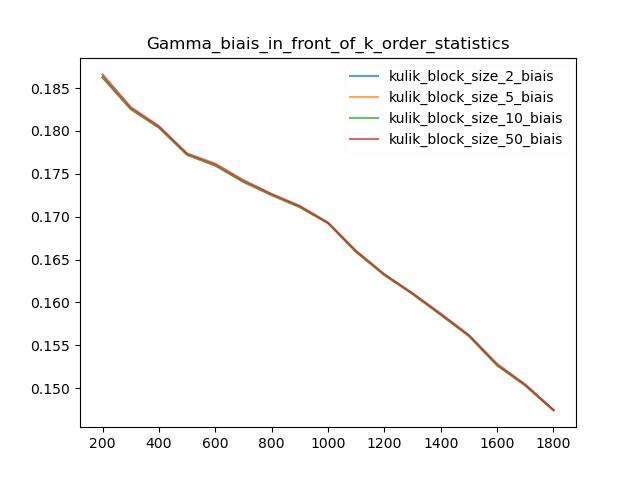 Gamma_biais_in_front_of_k_order_statistics
kulik_block_size_2_biais
kulik_block_size_5_biais
kulik_block_size_10_biais
kulik_block_size_50_biais
0.185
0.180
0.175
0.170
0.165
0.160
0.155
0.150
200 400 600 800 1000 1200 1400 1600 1800